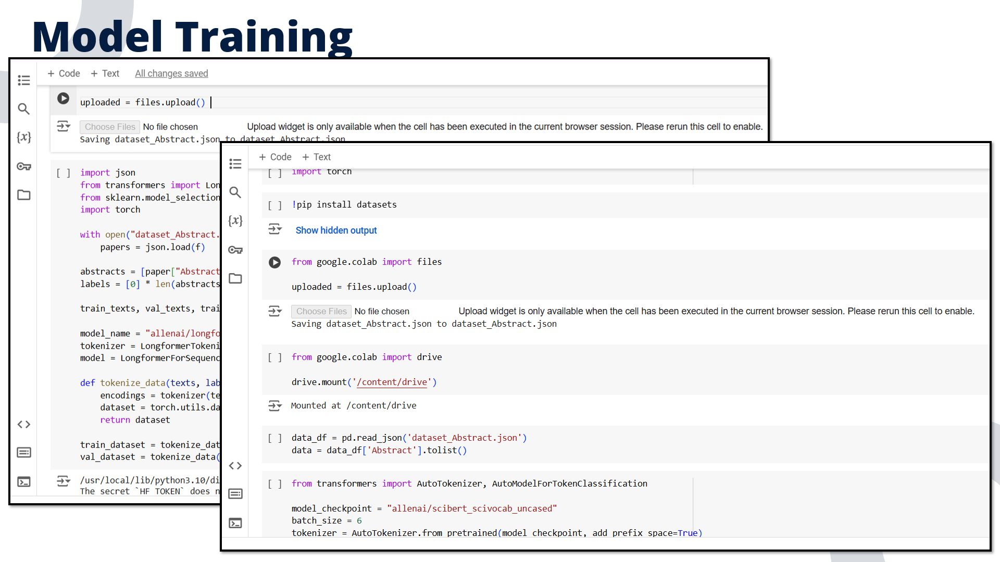 Model Training
+ Code + Text All changes saved
uploaded = files.upload()
Choose Files No file chosen Upload widget is only available when the cell has been executed in the current browser session. Please rerun this cell to enable.
Saving dataset_Abstract.json to dataset_Abstract.json
[ ] import json
from transformers import Lon
from sklearn.model_selection
import torch
with open("dataset_Abstract.
papers = json.load(f)
abstracts = [paper["Abstract
labels = [0] * len(abstracts
train_texts, val_texts, trai
model_name = "allenai/longfo
tokenizer = LongformerTokeni
model = LongformerForSequenc
def tokenize_data(texts, lab
encodings = tokenizer(te
dataset = torch.utils.da
return dataset
train_dataset = tokenize_dat
val_dataset = tokenize_data(
/usr/local/lib/python3.10/di
The secret `HF_TOKEN` does n
+ Code + Text
[ ] import torch
[ ] !pip install datasets
Show hidden output
from google.colab import files
uploaded = files.upload()
Choose Files No file chosen Upload widget is only available when the cell has been executed in the current browser session. Please rerun this cell to enable.
Saving dataset_Abstract.json to dataset_Abstract.json
[ ] from google.colab import drive
drive.mount('/content/drive')
Mounted at /content/drive
[ ] data_df = pd.read_json('dataset_Abstract.json')
data = data_df['Abstract'].tolist()
[ ] from transformers import AutoTokenizer, AutoModelForTokenClassification
model_checkpoint = "allenai/scibert_scivocab_uncased"
batch_size = 6
tokenizer = AutoTokenizer.from_pretrained(model_checkpoint, add_prefix_space=True)